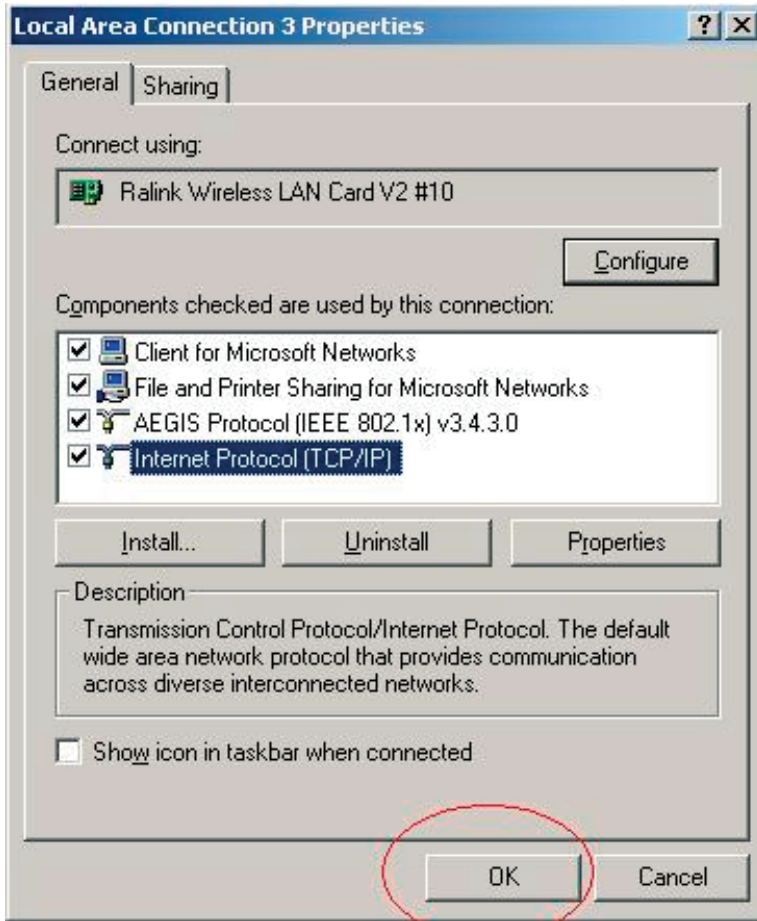 Local Area Connection 3 Properties
General Sharing
Connect using:
Ralink Wireless LAN Card V2 #10
Configure
Components checked are used by this connection:
Client for Microsoft Networks
File and Printer Sharing for Microsoft Networks
AEGIS Protocol (IEEE 802.1x) v3.4.3.0
Internet Protocol (TCP/IP)
Install... Uninstall Properties
Description
Transmission Control Protocol/Internet Protocol. The default
wide area network protocol that provides communication
across diverse interconnected networks.
Show icon in taskbar when connected
OK Cancel